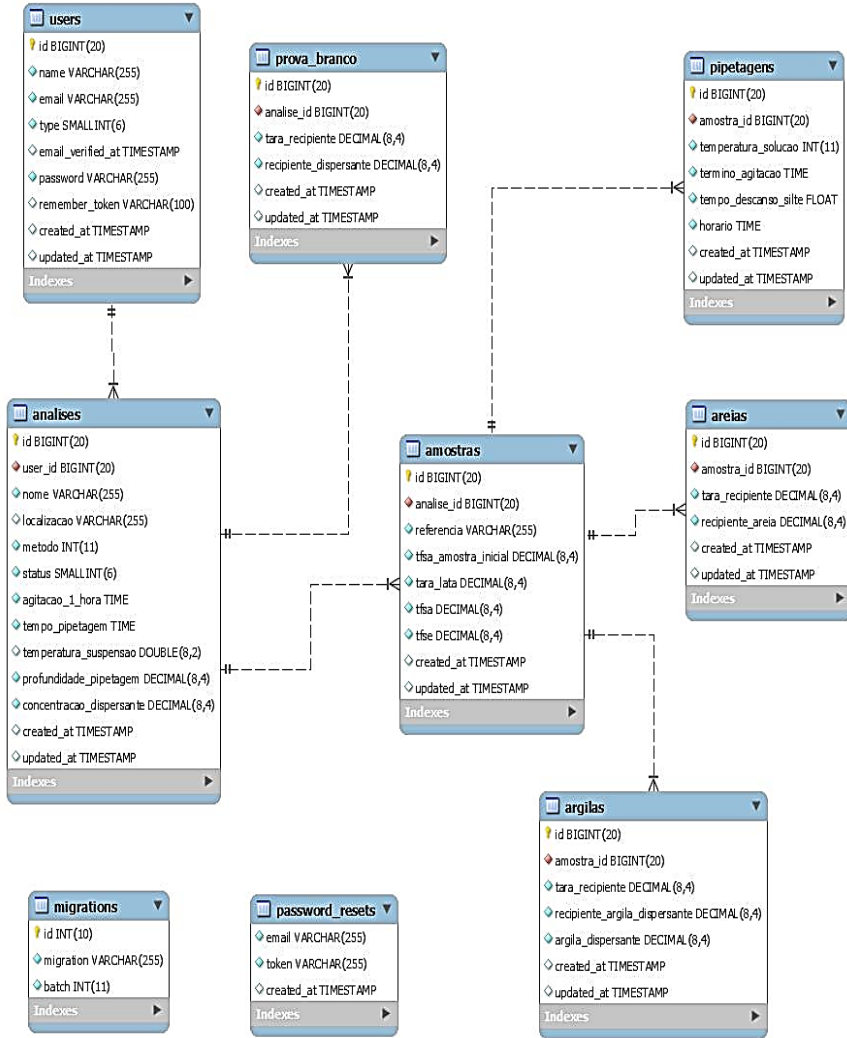 users
id BIGINT(20)
name VARCHAR(255)
email VARCHAR(255)
type SMALLINT(6)
email_verified_at TIMESTAMP
password VARCHAR(255)
remember_token VARCHAR(100)
created_at TIMESTAMP
updated_at TIMESTAMP
Indexes
prova_branco
id BIGINT(20)
analise_id BIGINT(20)
tara_recipiente DECIMAL(8,4)
recipiente_dispersante DECIMAL(8,4)
created_at TIMESTAMP
updated_at TIMESTAMP
Indexes
pipetagens
id BIGINT(20)
amostra_id BIGINT(20)
temperatura_solucao INT(11)
termino_agitacao TIME
tempo_descanso_silte FLOAT
horario TIME
created_at TIMESTAMP
updated_at TIMESTAMP
Indexes
analises
id BIGINT(20)
user_id BIGINT(20)
nome VARCHAR(255)
localizacao VARCHAR(255)
metodo INT(11)
status SMALLINT(6)
agitacao_1_hora TIME
tempo_pipetagem TIME
temperatura_suspensao DOUBLE(8,2)
profundidade_pipetagem DECIMAL(8,4)
concentracao_dispersante DECIMAL(8,4)
created_at TIMESTAMP
updated_at TIMESTAMP
Indexes
amostras
id BIGINT(20)
analise_id BIGINT(20)
referencia VARCHAR(255)
tfsa_amostra_inicial DECIMAL(8,4)
tara_lata DECIMAL(8,4)
tfsa DECIMAL(8,4)
tfse DECIMAL(8,4)
created_at TIMESTAMP
updated_at TIMESTAMP
Indexes
areias
id BIGINT(20)
amostra_id BIGINT(20)
tara_recipiente DECIMAL(8,4)
recipiente_areia DECIMAL(8,4)
created_at TIMESTAMP
updated_at TIMESTAMP
Indexes
argilas
id BIGINT(20)
amostra_id BIGINT(20)
tara_recipiente DECIMAL(8,4)
recipiente_argila_dispersante DECIMAL(8,4)
argila_dispersante DECIMAL(8,4)
created_at TIMESTAMP
updated_at TIMESTAMP
Indexes
migrations
id INT(10)
migration VARCHAR(255)
batch INT(11)
Indexes
password_resets
email VARCHAR(255)
token VARCHAR(255)
created_at TIMESTAMP
Indexes